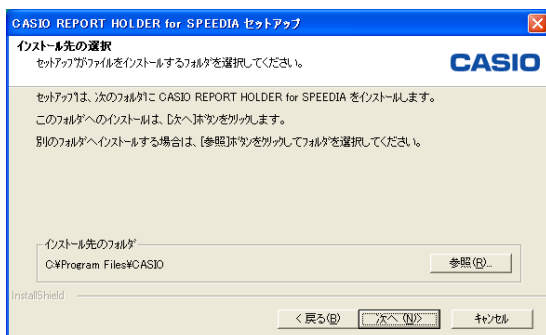 CASIO REPORT HOLDER for SPEEDIA セットアップ
インストール先の選択
セットアップがファイルをインストールするフォルダを選択してください。
CASIO
セットアップは、次のフォルダに CASIO REPORT HOLDER for SPEEDIA をインストールします。
このフォルダへのインストールは、[次へ]ボタンをクリックします。
別のフォルダへインストールする場合は、[参照]ボタンをクリックしてフォルダを選択してください。
インストール先のフォルダ
C:¥Program Files¥CASIO
参照(R)...
InstallShield
< 戻る(B)
次へ (N)>
キャンセル